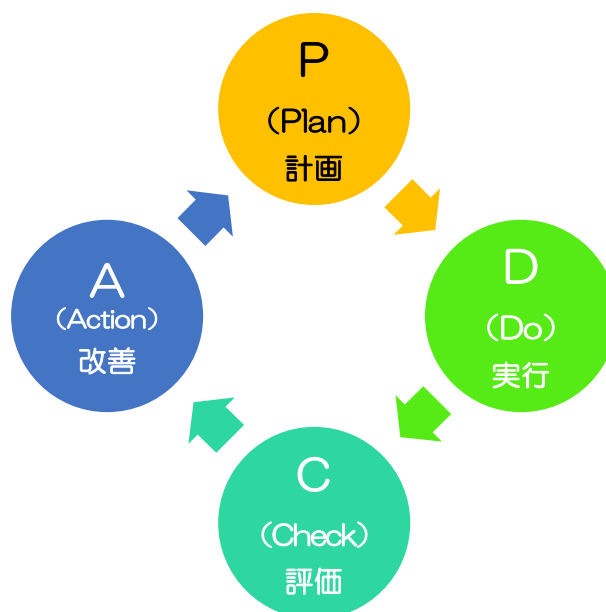 P
(Plan)
計画
D
(Do)
実行
C
(Check)
評価
A
(Action)
改善